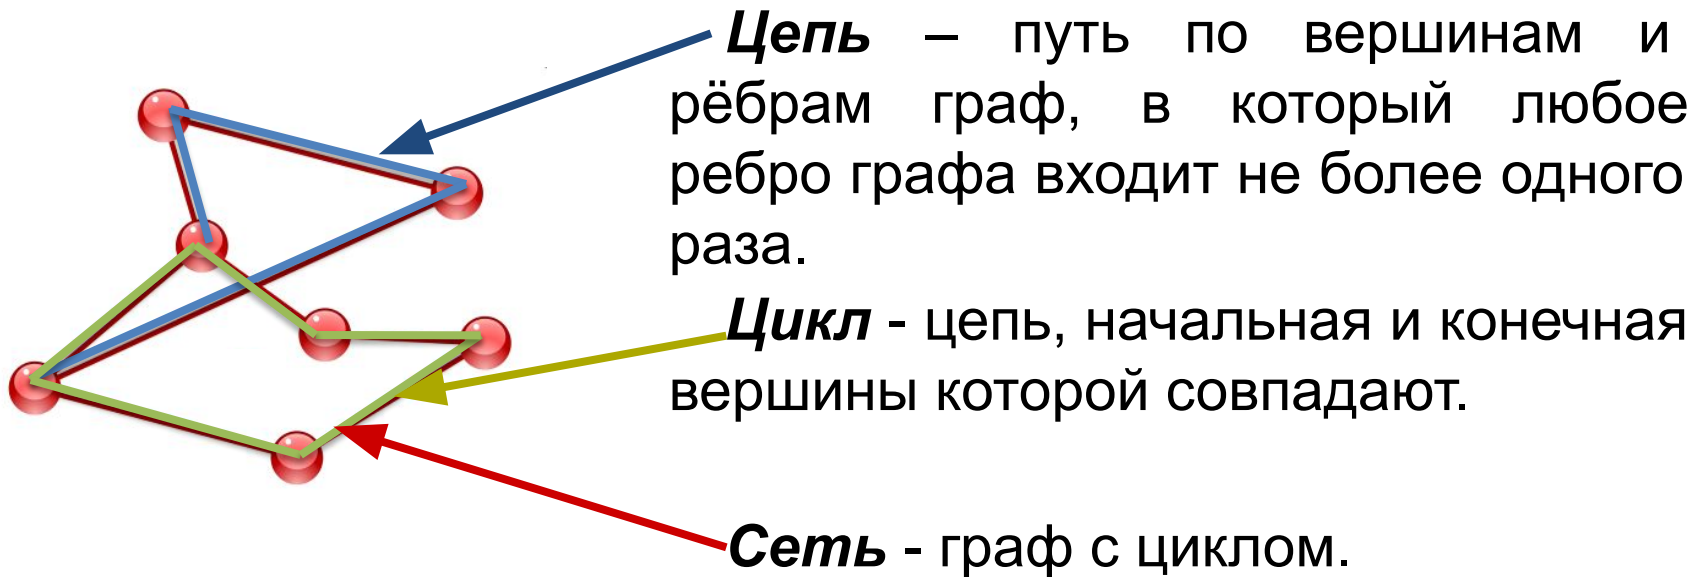 Цепь – путь по вершинам и
рёбрам граф, в который любое
ребро графа входит не более одного
раза.
Цикл - цепь, начальная и конечная
вершины которой совпадают.
Сеть - граф с циклом.